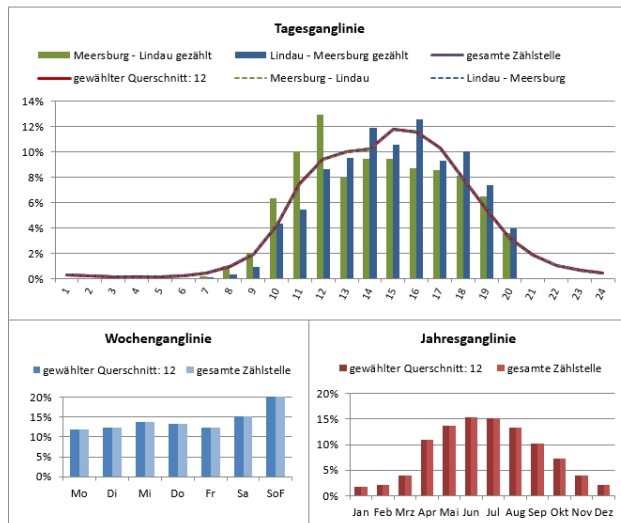 Tagesganglinie
Meersburg - Lindau gezählt Lindau - Meersburg gezählt gesamte Zählstelle
gewählter Querschnitt: 12 Meersburg - Lindau Lindau - Meersburg
14%
12%
10%
8%
6%
4%
2%
0%
1 2 3 4 5 6 7 8 9 10 11 12 13 14 15 16 17 18 19 20 21 22 23 24
Wochenganglinie
gewählter Querschnitt: 12 gesamte Zählstelle
20%
15%
10%
5%
0%
Mo Di Mi Do Fr Sa SoF
Jahresganglinie
gewählter Querschnitt: 12 gesamte Zählstelle
20%
15%
10%
5%
0%
Jan Feb Mrz Apr Mai Jun Jul Aug Sep Okt Nov Dez